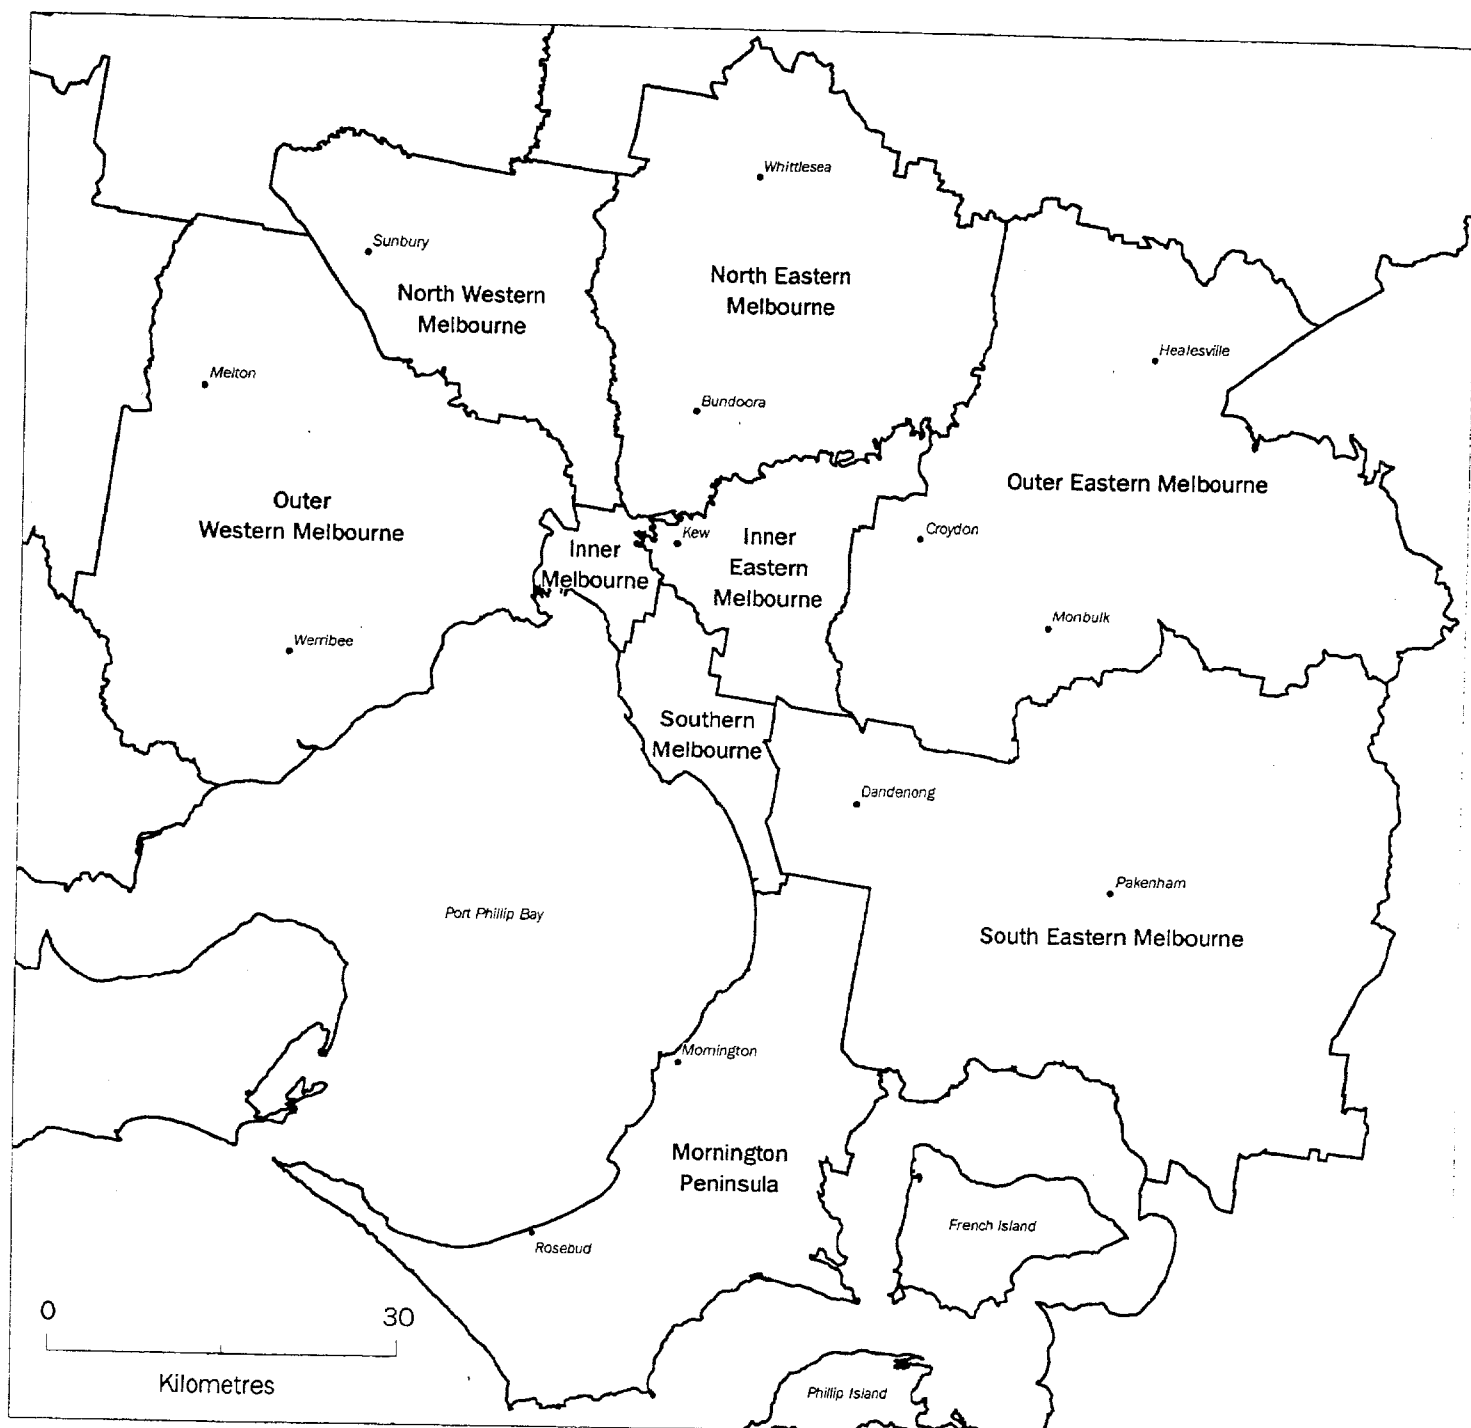 Whittlesea
Sunbury
North Eastern
Melbourne
North Western
Melbourne
Healesville
Melton
Bundoora
Outer Eastern Melbourne
Outer
Western Melbourne
Croydon
Kew
Inner
Eastern
Melbourne
Inner
Melbourne
Monbulk
Werribee
Southern
Melbourne
Dandenong
Pakenham
Port Phillip Bay
South Eastern Melbourne
Mornington
Mornington
Peninsula
French Island
Rosebud
0 30
Kilometres
Phillip Island